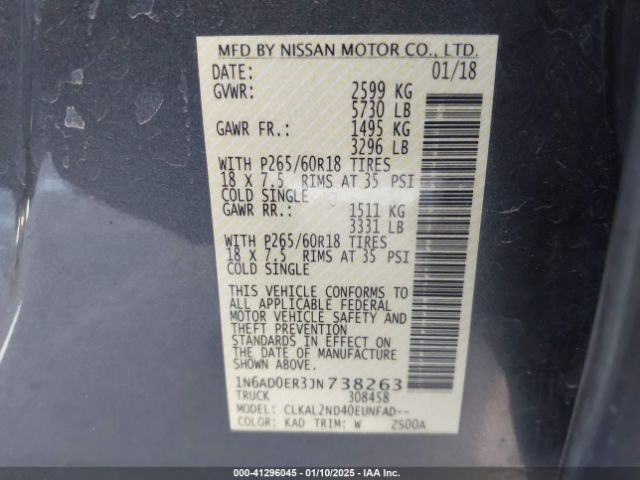 MFD BY NISSAN MOTOR CO., LTD.
DATE: 01/18
GVWR: 2599 KG
5730 LB
GAWR FR.: 1495 KG
3296 LB
WITH P265/60R18 TIRES
18 X 7.5 RIMS AT 35 PSI
COLD SINGLE
GAWR RR.: 1511 KG
3331 LB
WITH P265/60R18 TIRES
18 X 7.5 RIMS AT 35 PSI
COLD SINGLE
THIS VEHICLE CONFORMS TO
ALL APPLICABLE FEDERAL
MOTOR VEHICLE SAFETY AND
THEFT PREVENTION
STANDARDS IN EFFECT ON
THE DATE OF MANUFACTURE
SHOWN ABOVE.
1N6AD0ER3JN738263
TRUCK 308458
MODEL: CLKAL2ND40EUNFAD--
COLOR: KAD TRIM: W 2S00A
000-41296045 — 01/10/2025 — IAAI.COM